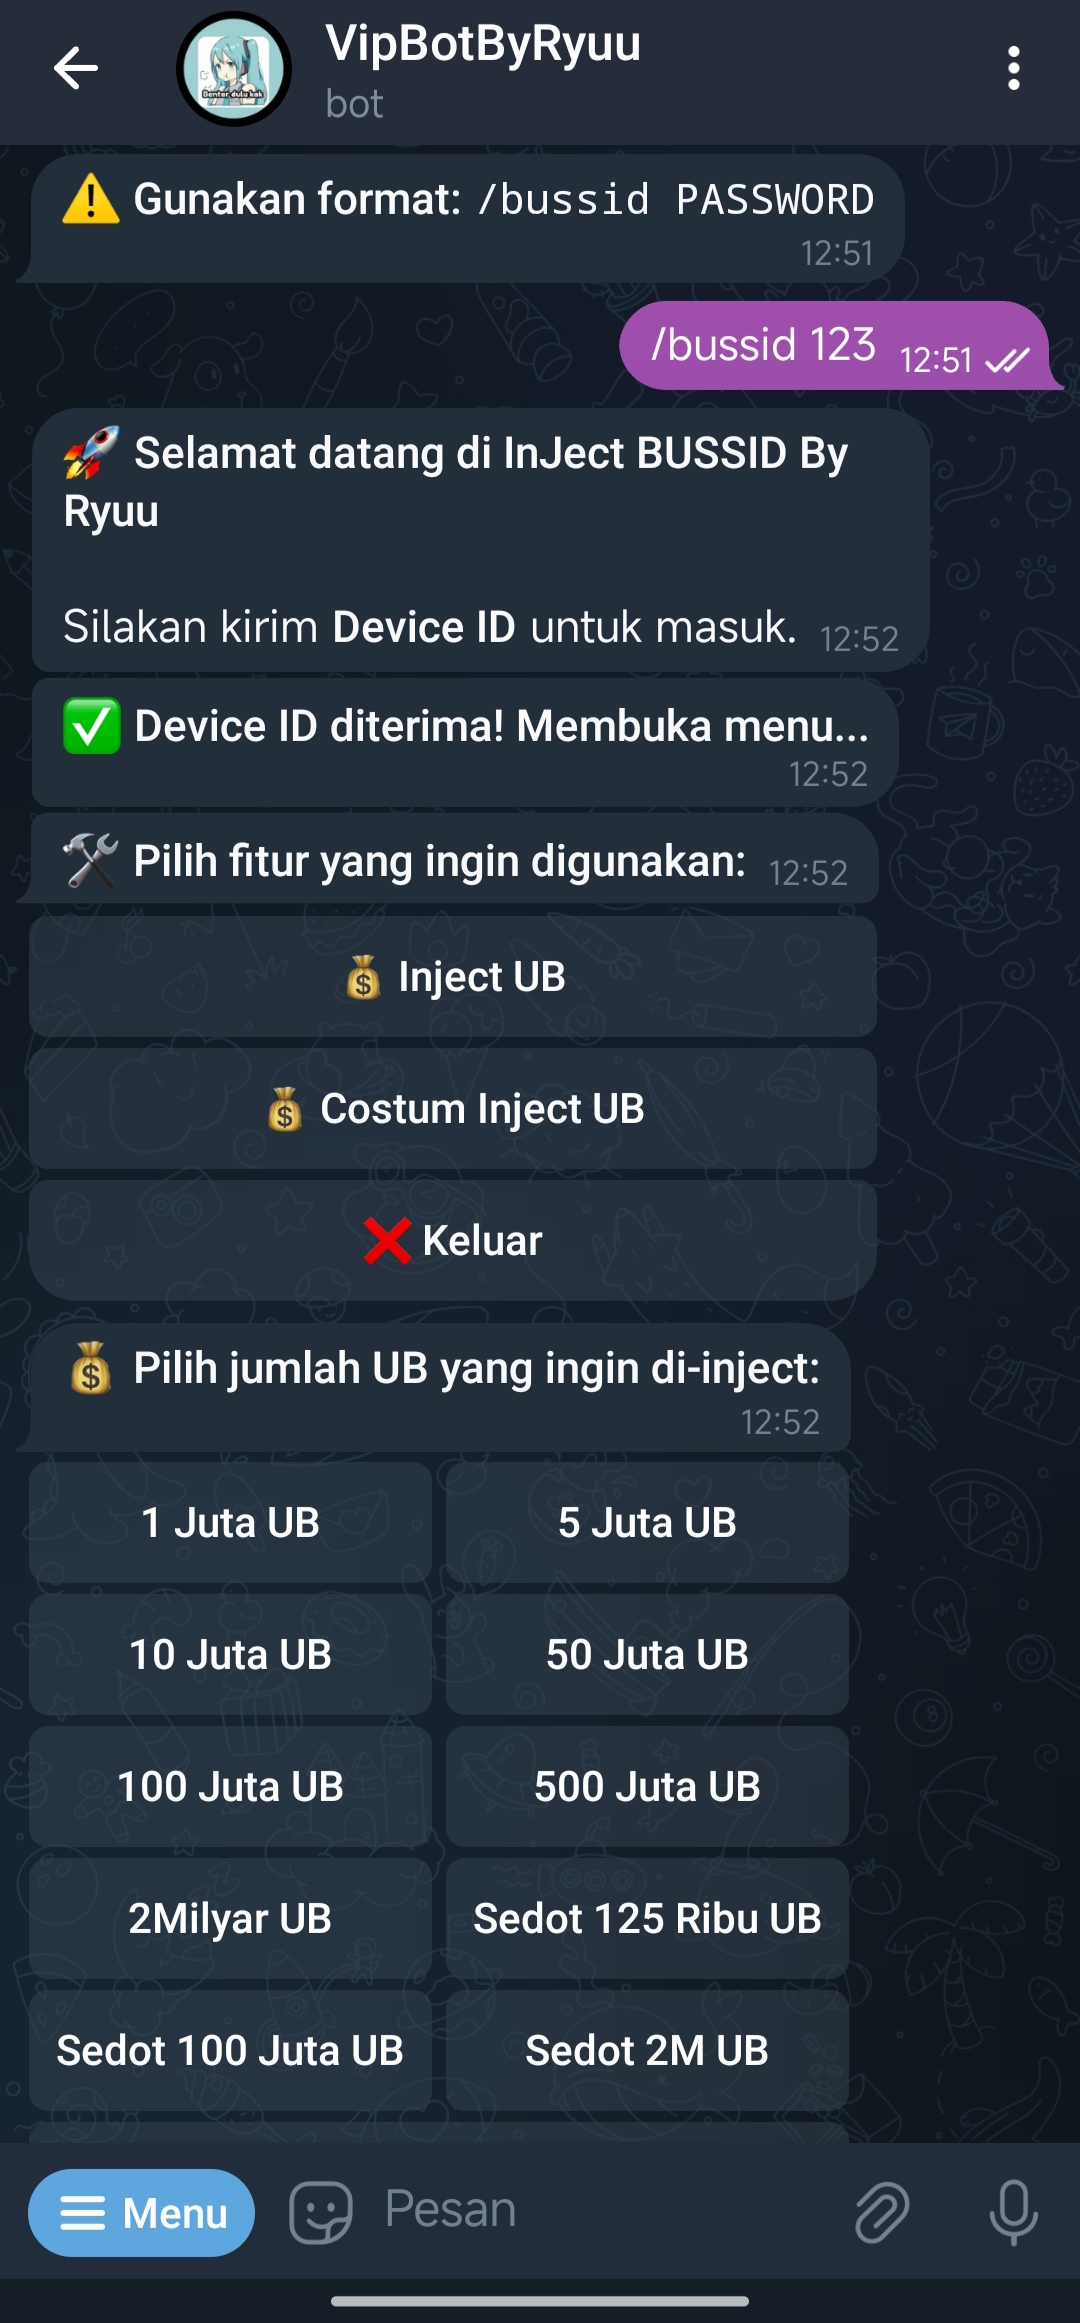 VipBotByRyuu
Bentar dulu kak
bot
⚠️ Gunakan format: /bussid PASSWORD
12:51
/bussid 123 12:51
🚀 Selamat datang di InJect BUSSID By
Ryuu
Silakan kirim Device ID untuk masuk. 12:52
✅ Device ID diterima! Membuka menu...
12:52
🛠 Pilih fitur yang ingin digunakan: 12:52
💰 Inject UB
💰 Costum Inject UB
❌ Keluar
💰 Pilih jumlah UB yang ingin di-inject:
12:52
1 Juta UB
5 Juta UB
10 Juta UB
50 Juta UB
100 Juta UB
500 Juta UB
2Milyar UB
Sedot 125 Ribu UB
Sedot 100 Juta UB
Sedot 2M UB
Menu
Pesan